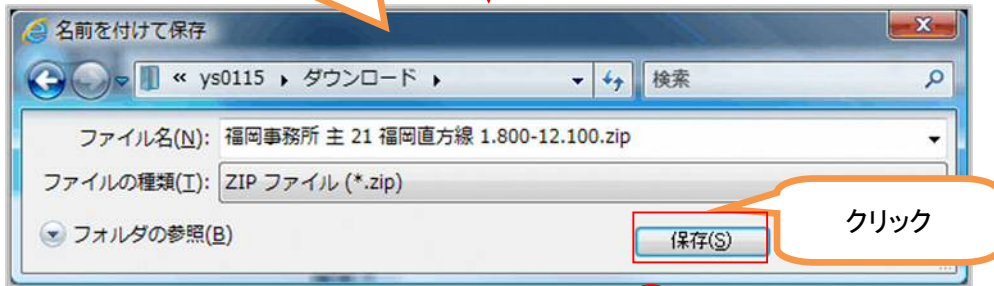 名前を付けて保存
« ys0115 ▸ ダウンロード ▸ 検索
ファイル名(N): 福岡事務所 主 21 福岡直方線 1.800-12.100.zip
ファイルの種類(T): ZIP ファイル (*.zip)
フォルダの参照(B) 保存(S) クリック